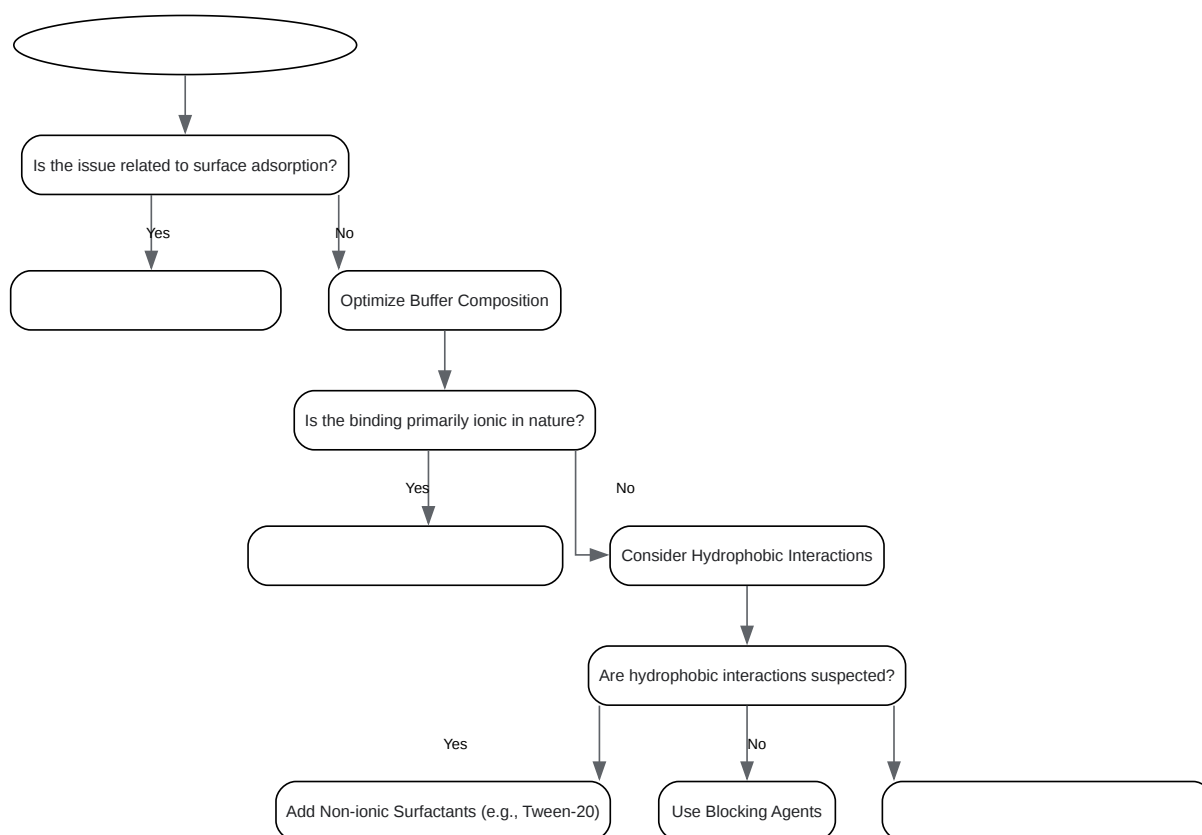 Is the issue related to surface adsorption?
Yes
No
Optimize Buffer Composition
Is the binding primarily ionic in nature?
Yes
No
Consider Hydrophobic Interactions
Are hydrophobic interactions suspected?
Yes
No
Add Non-ionic Surfactants (e.g., Tween-20)
Use Blocking Agents